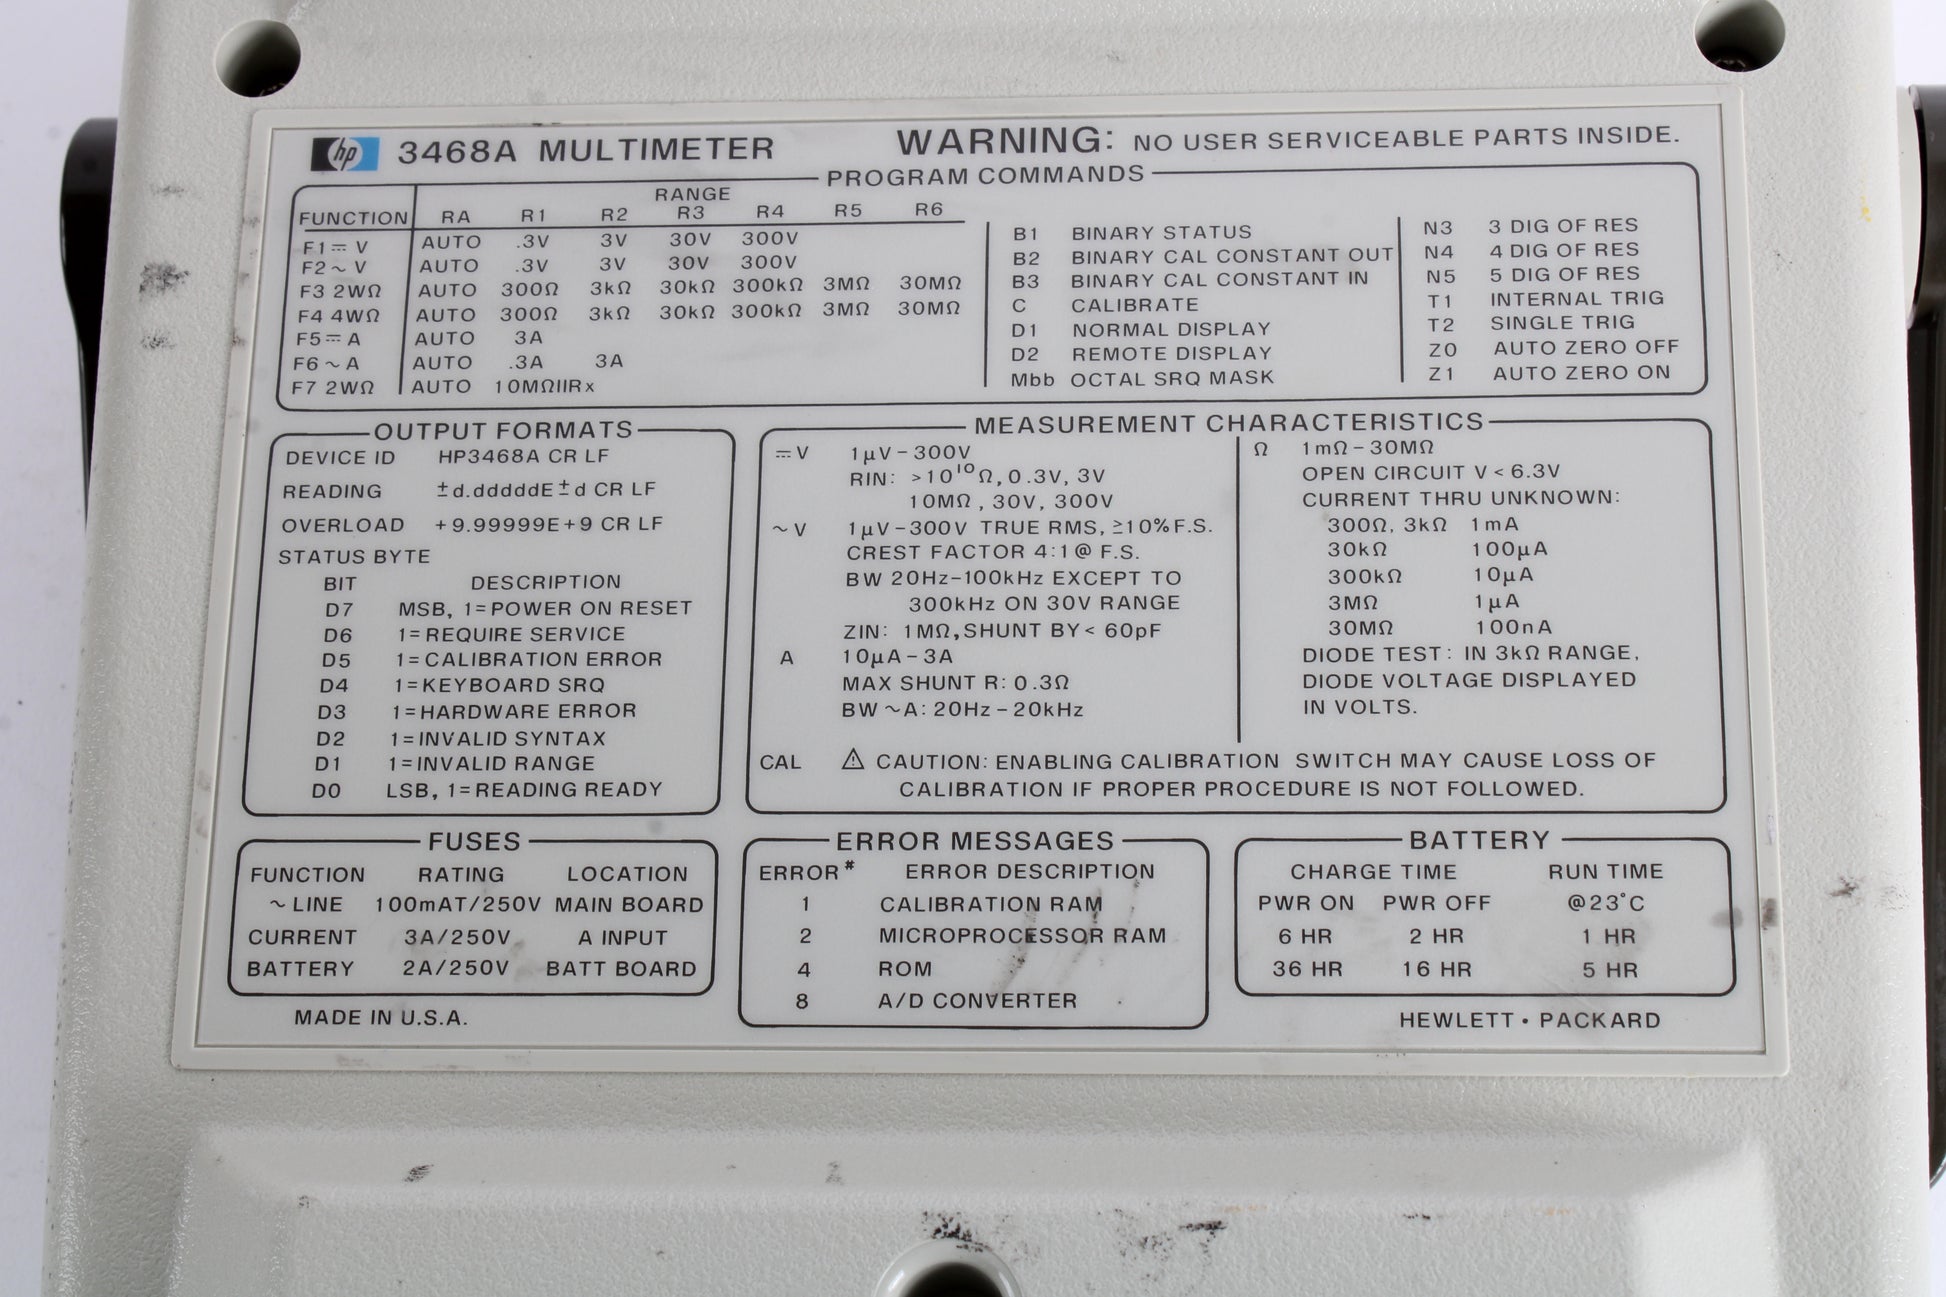 hp 3468A MULTIMETER WARNING: NO USER SERVICEABLE PARTS INSIDE.
PROGRAM COMMANDS
RANGE
FUNCTION RA R1 R2 R3 R4 R5 R6
F1 ⎓ V AUTO .3V 3V 30V 300V
F2 ~ V AUTO .3V 3V 30V 300V
F3 2WΩ AUTO 300Ω 3kΩ 30kΩ 300kΩ 3MΩ 30MΩ
F4 4WΩ AUTO 300Ω 3kΩ 30kΩ 300kΩ 3MΩ 30MΩ
F5 ⎓ A AUTO 3A
F6 ~ A AUTO .3A 3A
F7 2WΩ AUTO 10MΩIIRx
B1 BINARY STATUS
B2 BINARY CAL CONSTANT OUT
B3 BINARY CAL CONSTANT IN
C CALIBRATE
D1 NORMAL DISPLAY
D2 REMOTE DISPLAY
Mbb OCTAL SRQ MASK
N3 3 DIG OF RES
N4 4 DIG OF RES
N5 5 DIG OF RES
T1 INTERNAL TRIG
T2 SINGLE TRIG
Z0 AUTO ZERO OFF
Z1 AUTO ZERO ON
OUTPUT FORMATS
DEVICE ID HP3468A CR LF
READING ±d.dddddE±d CR LF
OVERLOAD +9.99999E+9 CR LF
STATUS BYTE
BIT DESCRIPTION
D7 MSB, 1=POWER ON RESET
D6 1=REQUIRE SERVICE
D5 1=CALIBRATION ERROR
D4 1=KEYBOARD SRQ
D3 1=HARDWARE ERROR
D2 1=INVALID SYNTAX
D1 1=INVALID RANGE
D0 LSB, 1=READING READY
MEASUREMENT CHARACTERISTICS
⎓ V 1µV-300V
RIN: >10¹⁰Ω, 0.3V, 3V
10MΩ, 30V, 300V
~ V 1µV-300V TRUE RMS, ≥10% F.S.
CREST FACTOR 4:1 @ F.S.
BW 20Hz-100kHz EXCEPT TO
300kHz ON 30V RANGE
ZIN: 1MΩ, SHUNT BY < 60pF
A 10µA-3A
MAX SHUNT R: 0.3Ω
BW ~A: 20Hz-20kHz
Ω 1mΩ-30MΩ
OPEN CIRCUIT V < 6.3V
CURRENT THRU UNKNOWN:
300Ω, 3kΩ 1mA
30kΩ 100µA
300kΩ 10µA
3MΩ 1µA
30MΩ 100nA
DIODE TEST: IN 3kΩ RANGE,
DIODE VOLTAGE DISPLAYED
IN VOLTS.
CAL ⚠ CAUTION: ENABLING CALIBRATION SWITCH MAY CAUSE LOSS OF
CALIBRATION IF PROPER PROCEDURE IS NOT FOLLOWED.
FUSES
FUNCTION RATING LOCATION
~ LINE 100mAT/250V MAIN BOARD
CURRENT 3A/250V A INPUT
BATTERY 2A/250V BATT BOARD
ERROR MESSAGES
ERROR # ERROR DESCRIPTION
1 CALIBRATION RAM
2 MICROPROCESSOR RAM
4 ROM
8 A/D CONVERTER
BATTERY
CHARGE TIME RUN TIME
PWR ON PWR OFF @23°C
6 HR 2 HR 1 HR
36 HR 16 HR 5 HR
MADE IN U.S.A.
HEWLETT • PACKARD